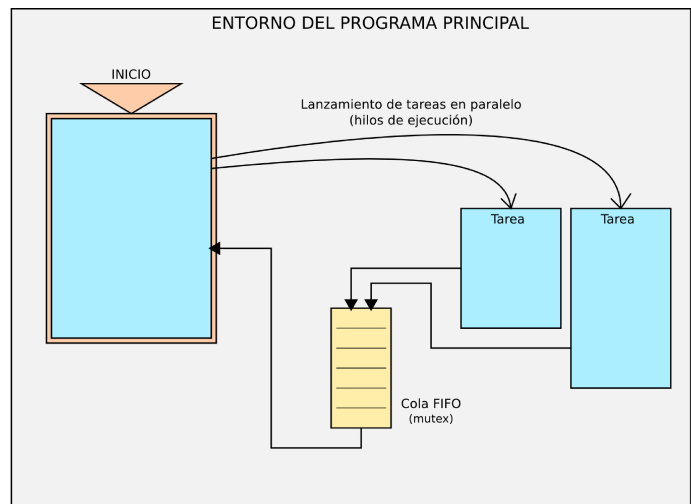 ENTORNO DEL PROGRAMA PRINCIPAL
INICIO
Lanzamiento de tareas en paralelo
(hilos de ejecución)
Tarea
Tarea
Cola FIFO
(mutex)